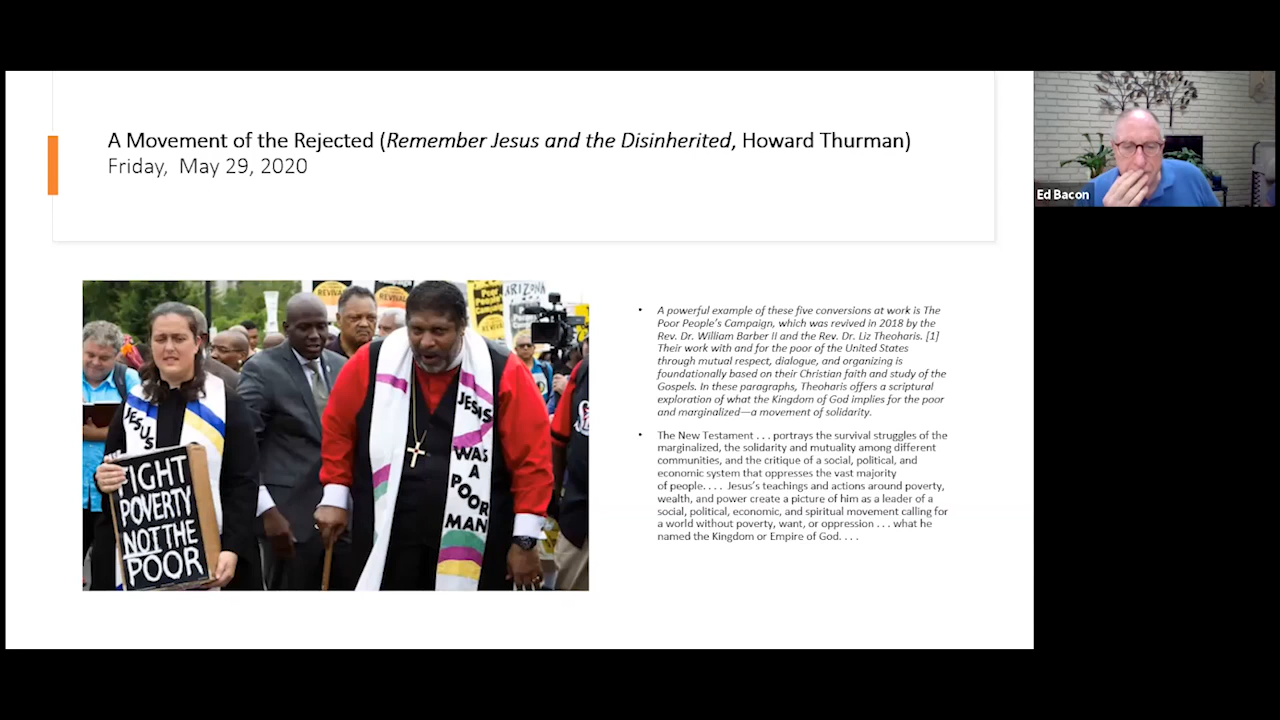 A Movement of the Rejected (Remember Jesus and the Disinherited, Howard Thurman)
Friday, May 29, 2020
Ed Bacon
REVIVAL
REVIVAL
ARIZONA
JESUS
FIGHT
POVERTY
NOT THE
POOR
JESUS
WAS
A
POOR
MAN
• A powerful example of these five conversions at work is The
Poor People's Campaign, which was revived in 2018 by the
Rev. Dr. William Barber II and the Rev. Dr. Liz Theoharis. [1]
Their work with and for the poor of the United States
through mutual respect, dialogue, and organizing is
foundationally based on their Christian faith and study of the
Gospels. In these paragraphs, Theoharis offers a scriptural
exploration of what the Kingdom of God implies for the poor
and marginalized—a movement of solidarity.
• The New Testament . . . portrays the survival struggles of the
marginalized, the solidarity and mutuality among different
communities, and the critique of a social, political, and
economic system that oppresses the vast majority
of people. . . . Jesus's teachings and actions around poverty,
wealth, and power create a picture of him as a leader of a
social, political, economic, and spiritual movement calling for
a world without poverty, want, or oppression . . . what he
named the Kingdom or Empire of God. . . .